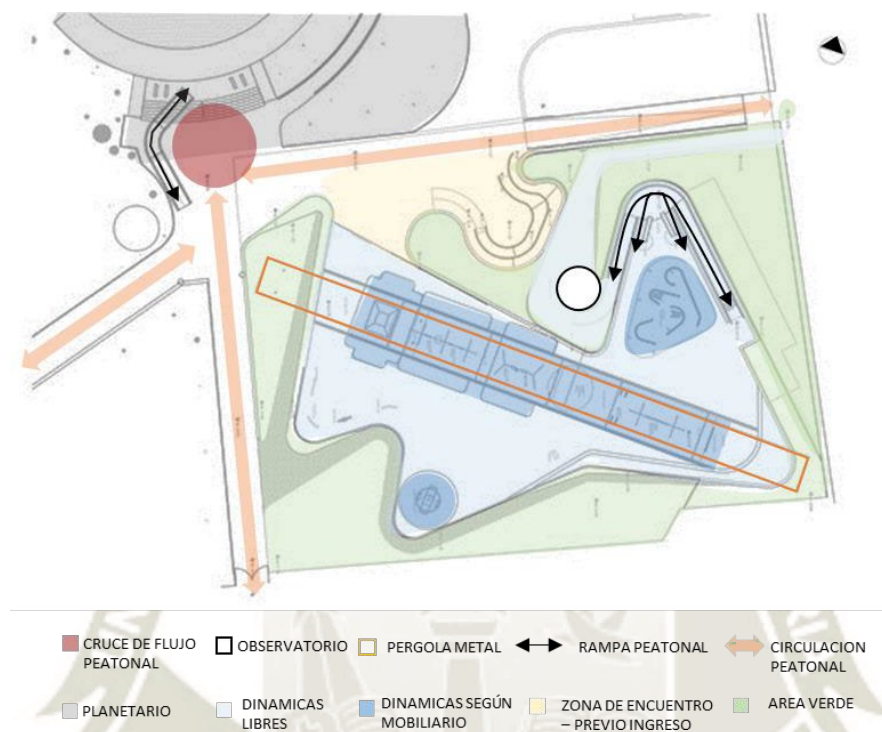 CRUCE DE FLUJO
PEATONAL
OBSERVATORIO
PERGOLA METAL
RAMPA PEATONAL
CIRCULACION
PEATONAL
PLANETARIO
DINAMICAS
LIBRES
DINAMICAS SEGÚN
MOBILIARIO
ZONA DE ENCUENTRO
– PREVIO INGRESO
AREA VERDE